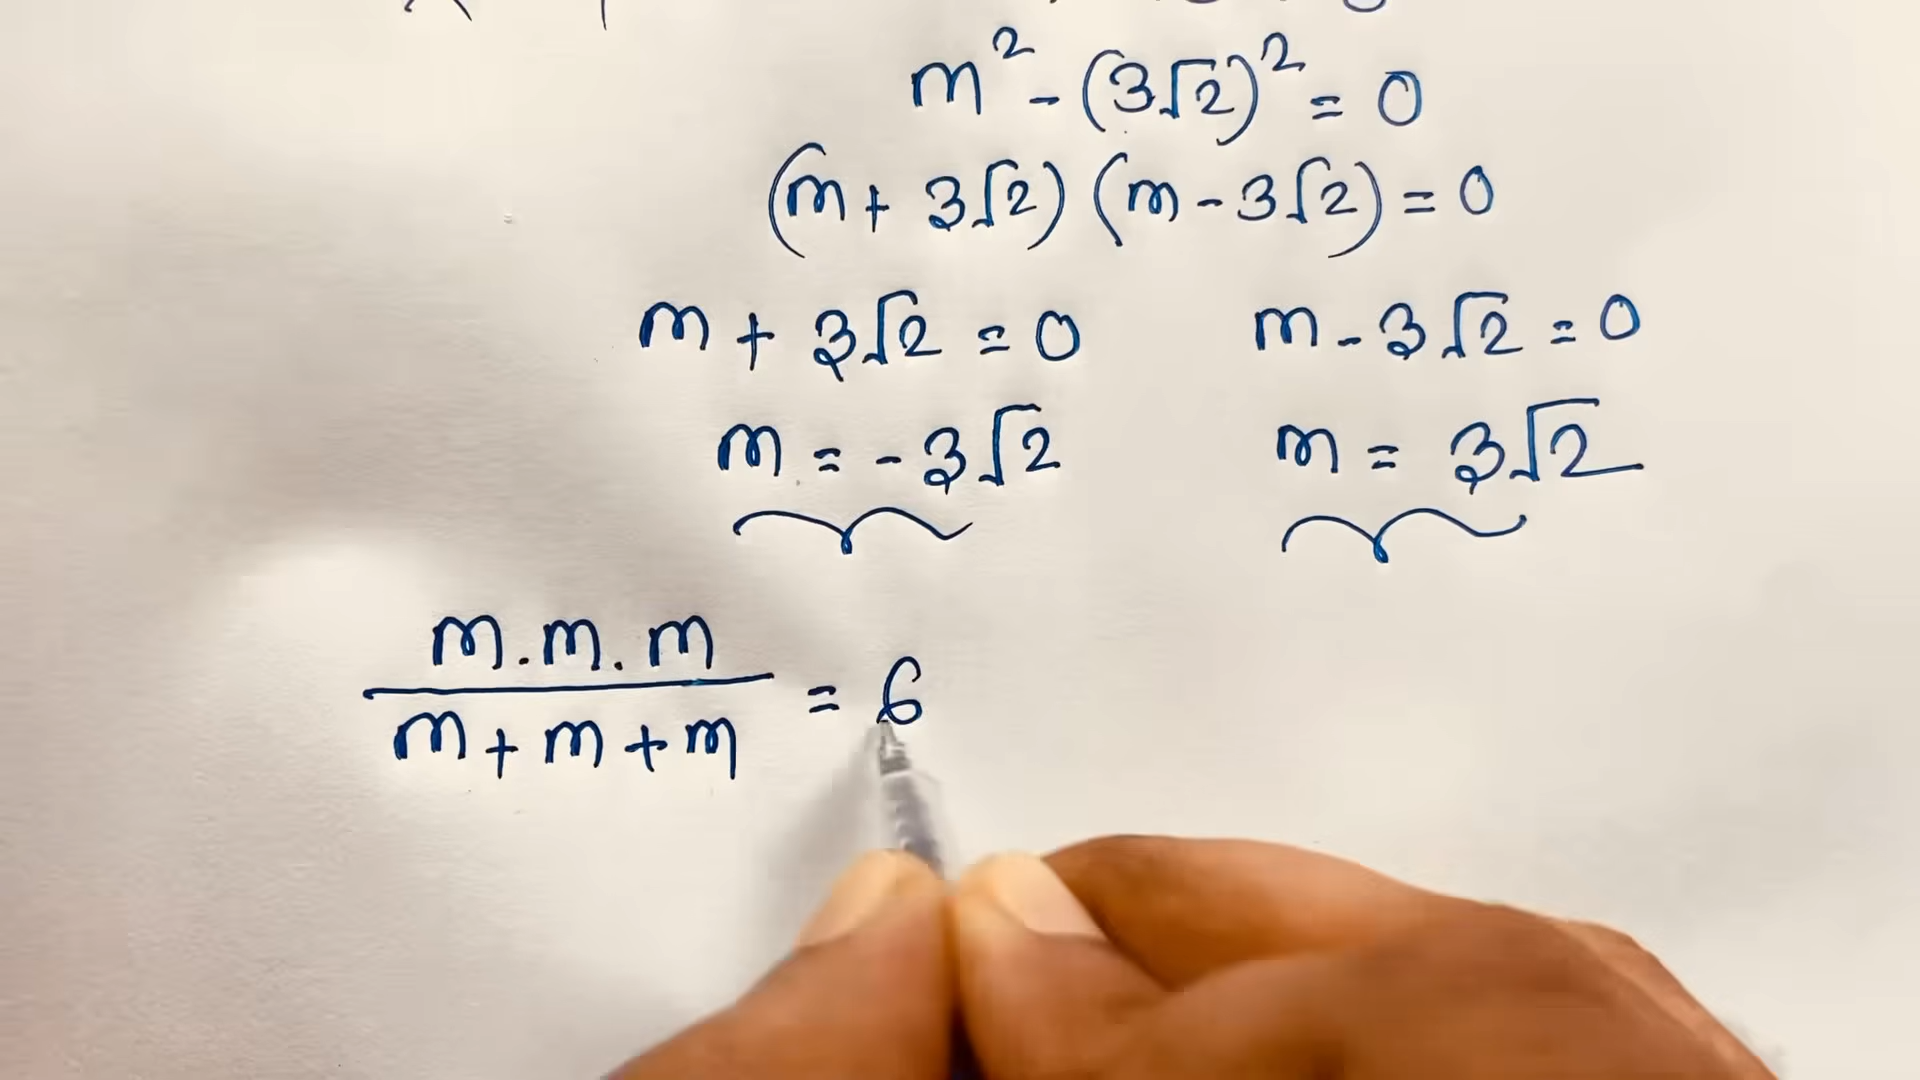 m² - (3√2)² = 0
(m + 3√2) (m - 3√2) = 0
m + 3√2 = 0 m - 3√2 = 0
m = -3√2 m = 3√2
m . m . m
m + m + m = 6